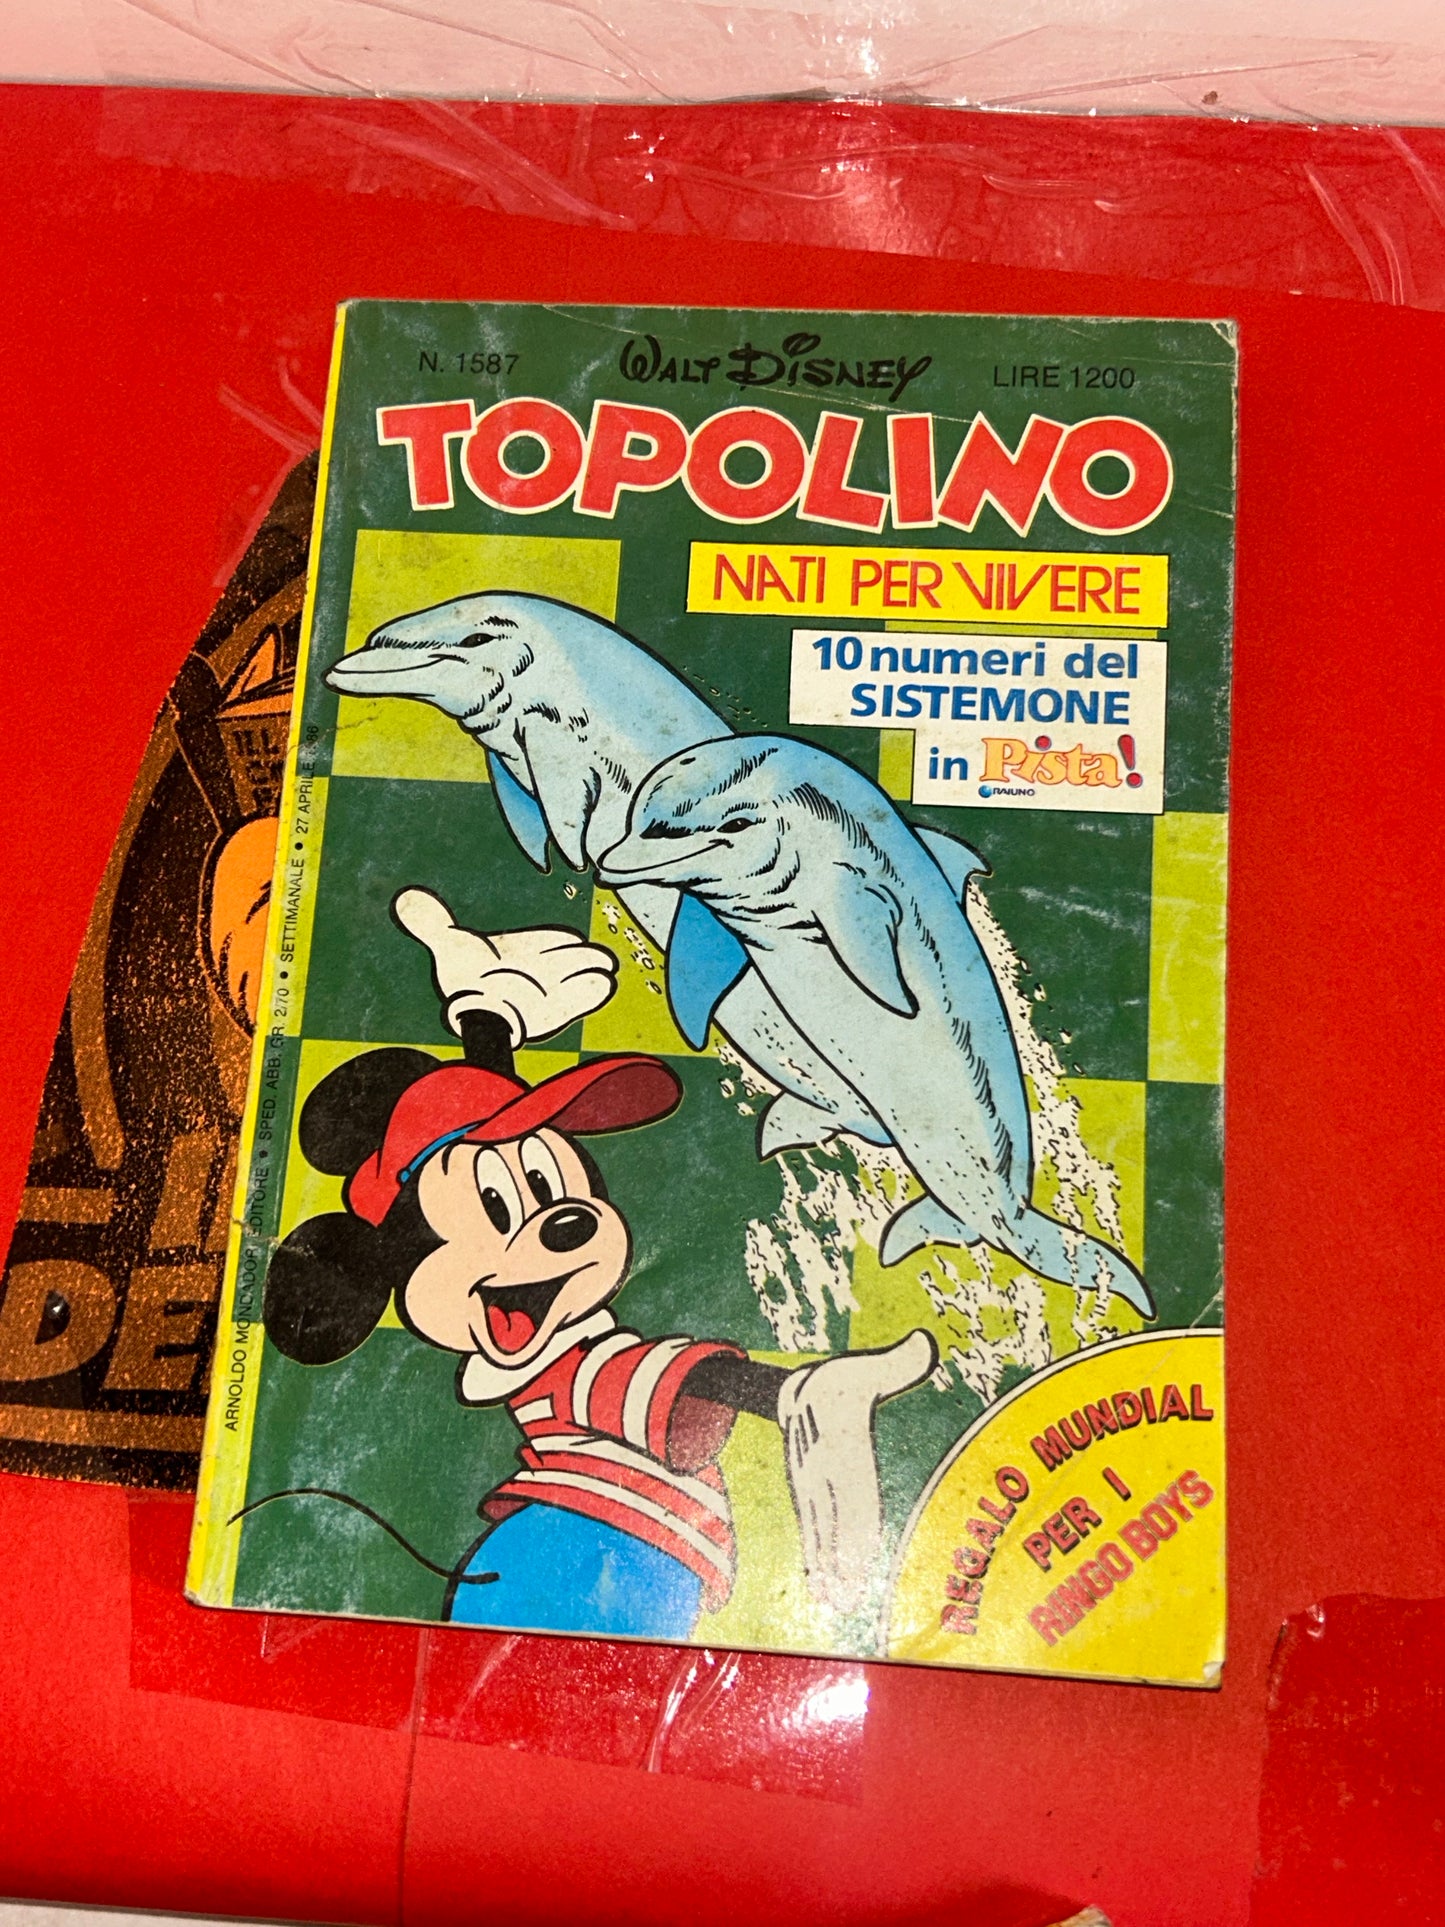 N. 1587
WALT DISNEY
LIRE 1200
TOPOLINO
NATI PER VIVERE
10 numeri del
SISTEMONE
in Pista!
RAIUNO
ARNOLDO MONDADORI EDITORE • SPED. ABB. GR. 2/70 • SETTIMANALE • 27 APRILE 1986
REGALO MUNDIAL
PER I
RINGO BOYS